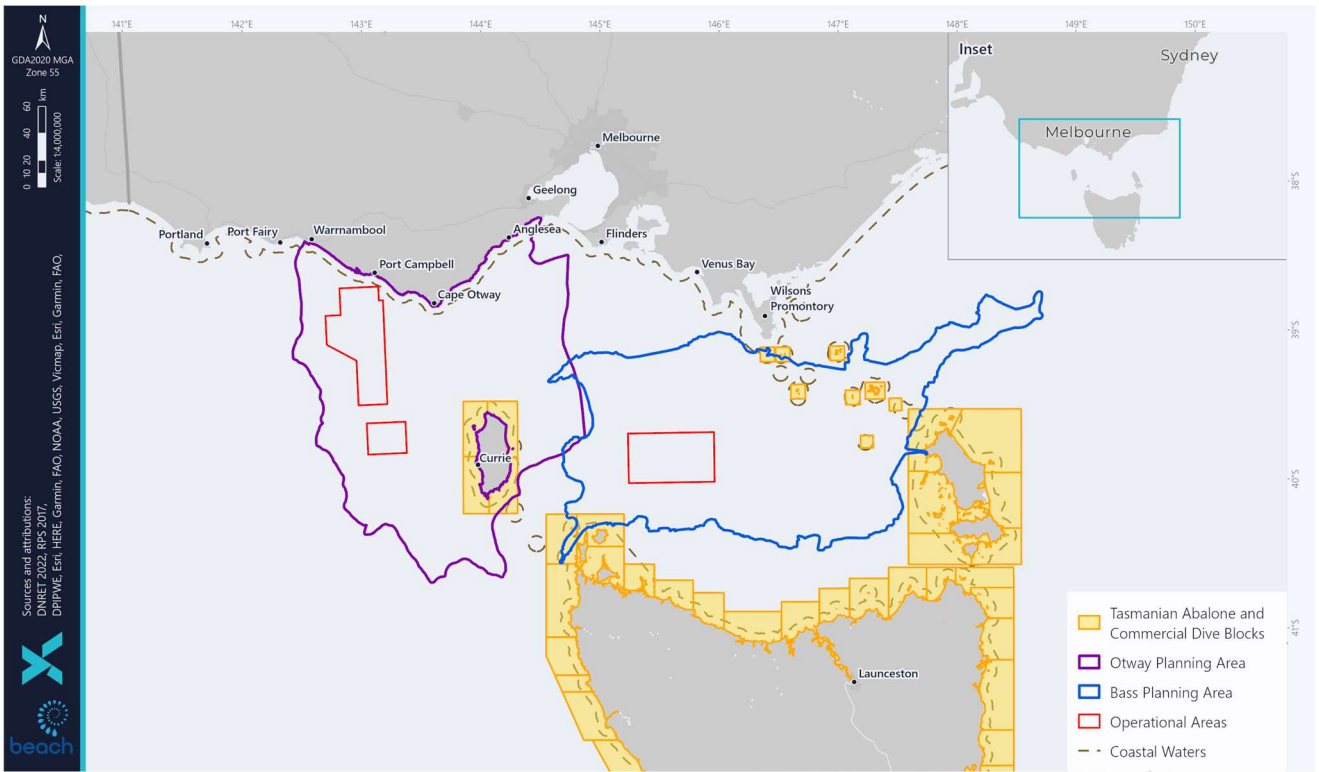 N
GDA2020 MGA
Zone 55
0 10 20 40 60
km
Scale: 1:4,000,000
Sources and attributions:
DNRET 2022, RPS 2017,
DPIPWE, Esri, HERE, Garmin, FAO, NOAA, USGS, Vicmap, Esri, Garmin, FAO,
beach
141°E
142°E
143°E
144°E
145°E
146°E
147°E
148°E
149°E
150°E
38°S
39°S
40°S
41°S
Inset
Sydney
Melbourne
Melbourne
Geelong
Anglesea
Flinders
Portland
Port Fairy
Warrnambool
Port Campbell
Cape Otway
Venus Bay
Wilsons
Promontory
Currie
Launceston
Tasmanian Abalone and
Commercial Dive Blocks
Otway Planning Area
Bass Planning Area
Operational Areas
Coastal Waters